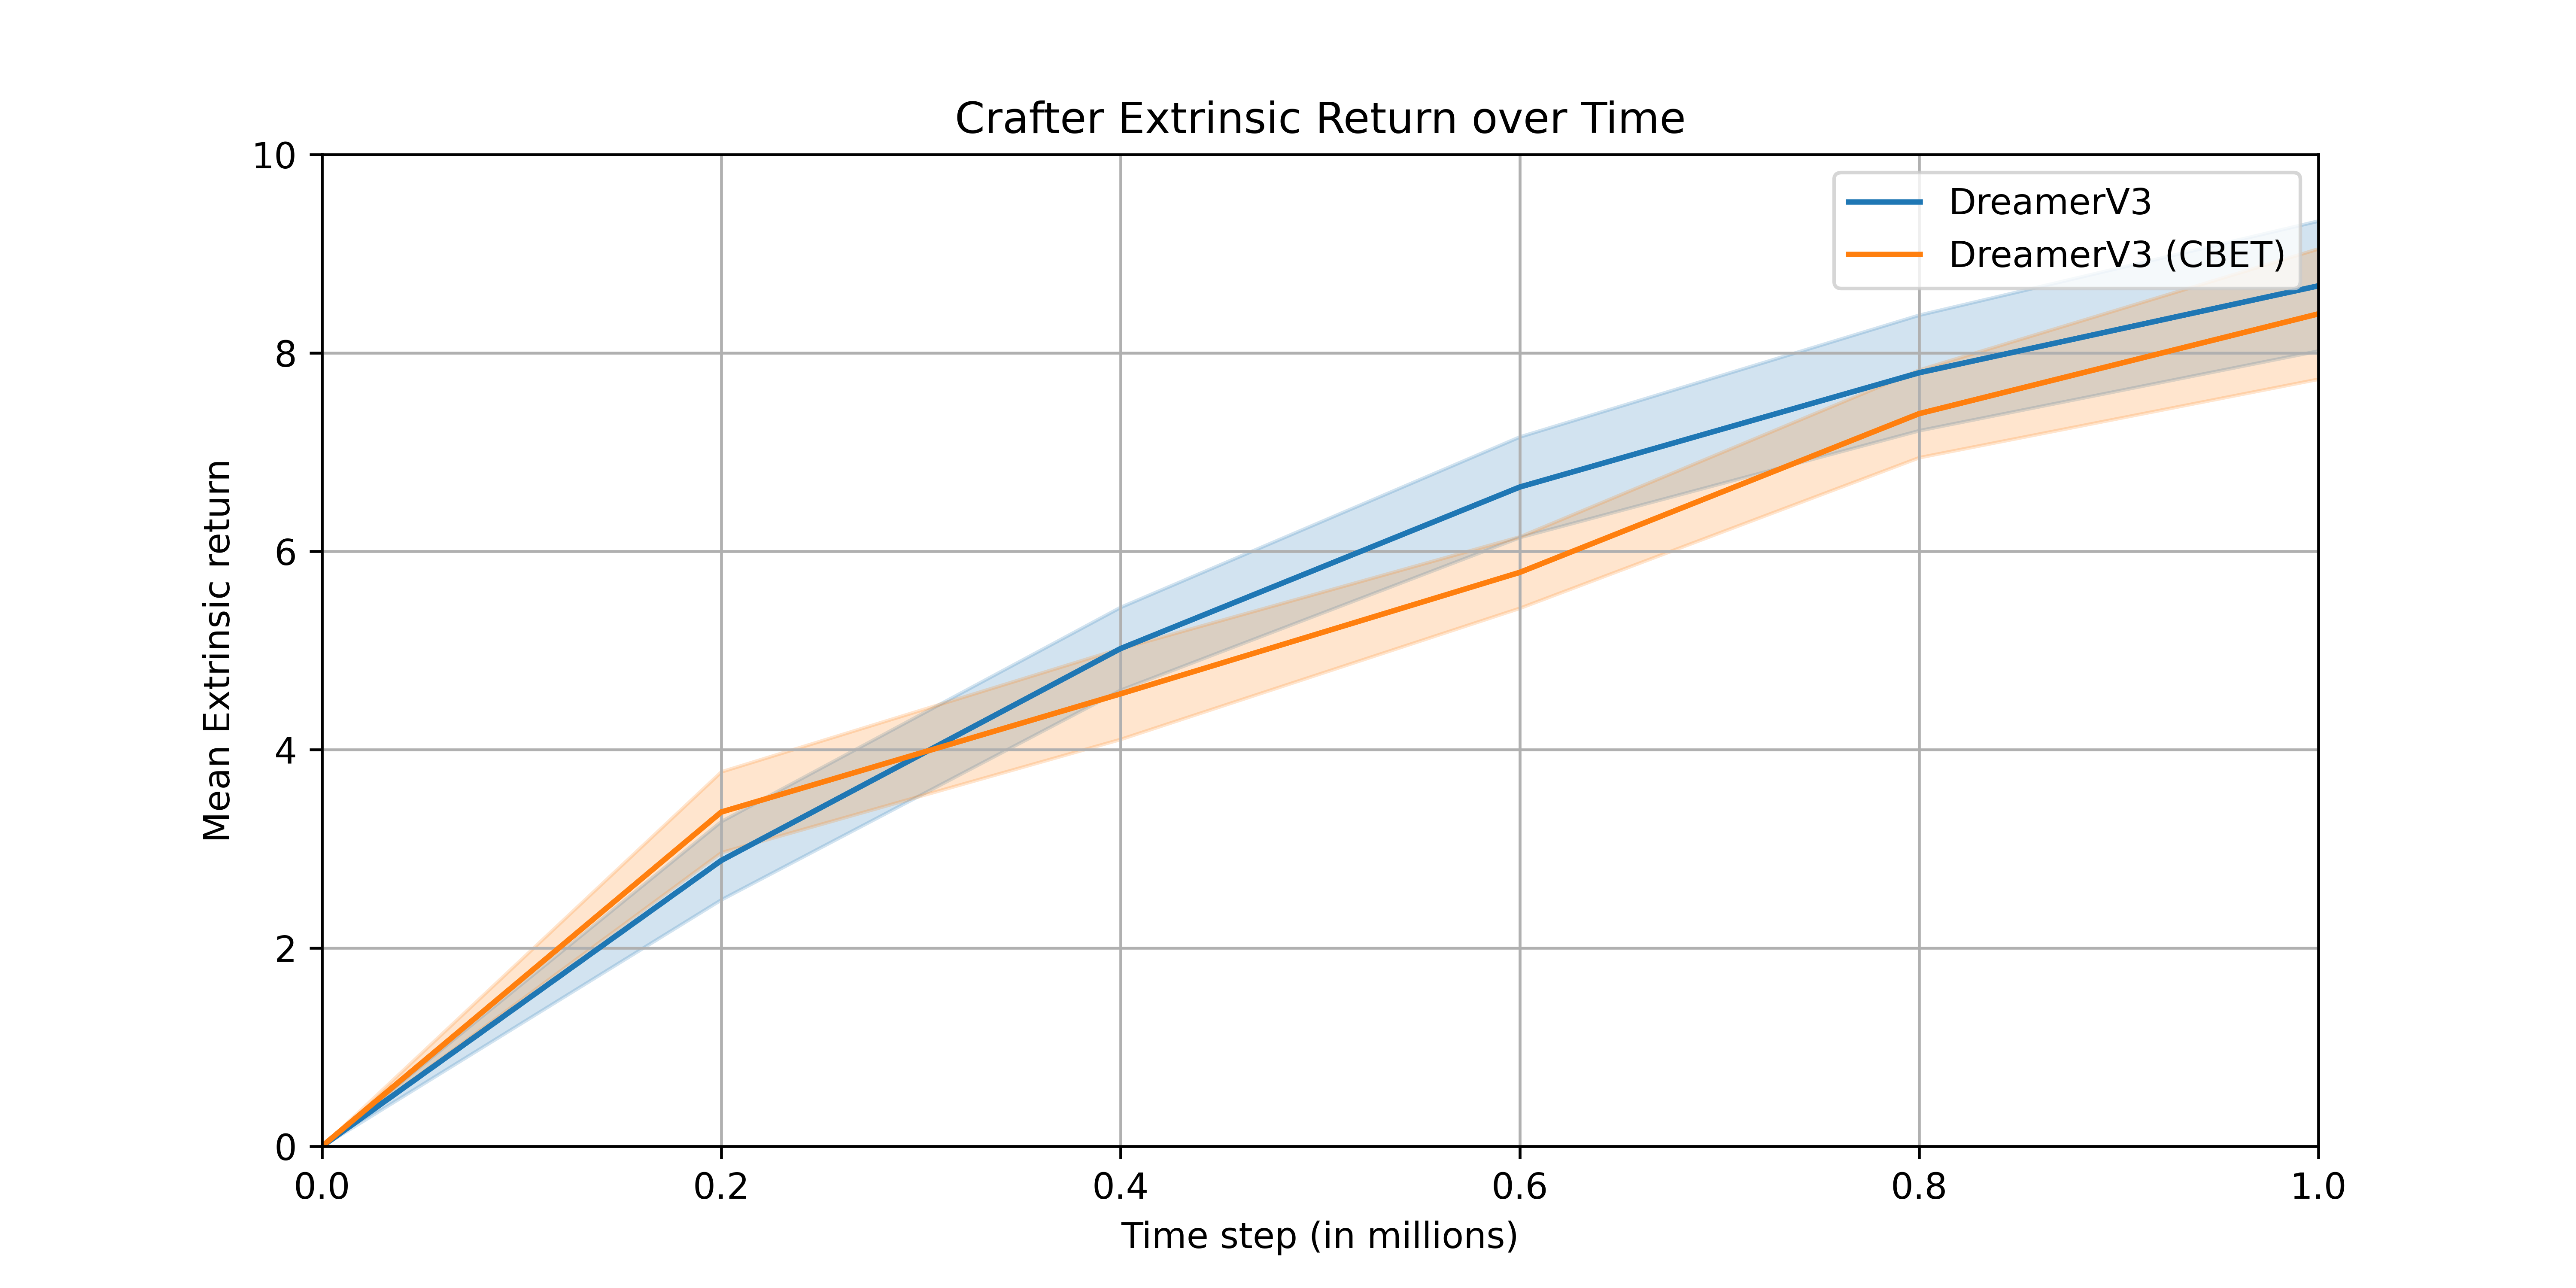 Crafter Extrinsic Return over Time
10
8
6
4
2
0
Mean Extrinsic return
DreamerV3
DreamerV3 (CBET)
0.0 0.2 0.4 0.6 0.8 1.0
Time step (in millions)